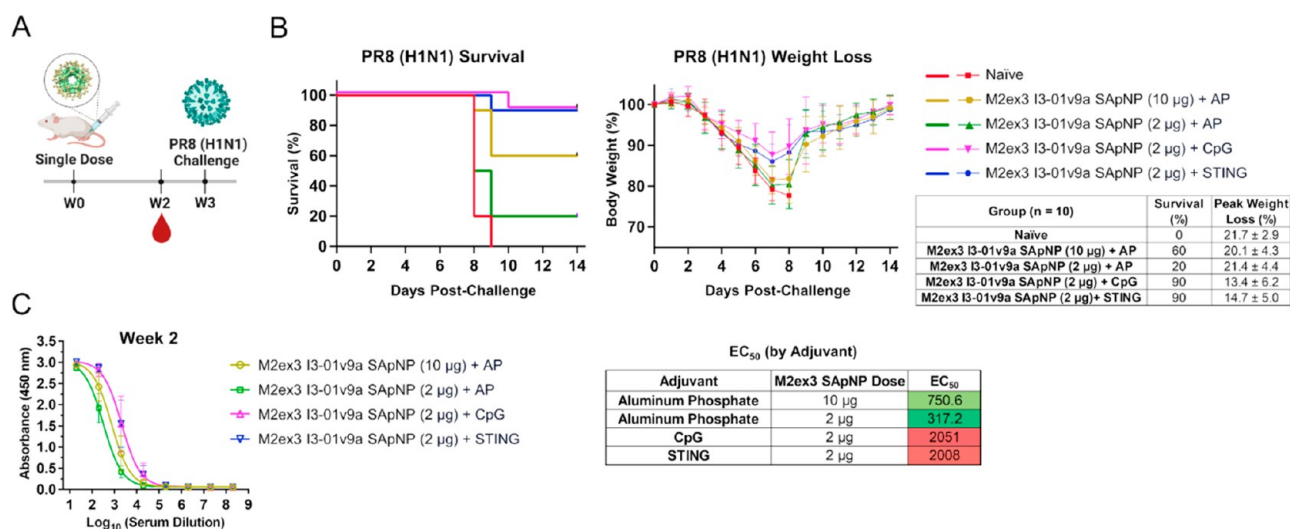 A
Single Dose
PR8 (H1N1)
Challenge
W0
W2
W3
B
PR8 (H1N1) Survival
Survival (%)
100
80
60
40
20
0
0 2 4 6 8 10 12 14
Days Post-Challenge
PR8 (H1N1) Weight Loss
Body Weight (%)
100
90
80
70
0 2 4 6 8 10 12 14
Days Post-Challenge
Naïve
M2ex3 I3-01v9a SApNP (10 µg) + AP
M2ex3 I3-01v9a SApNP (2 µg) + AP
M2ex3 I3-01v9a SApNP (2 µg) + CpG
M2ex3 I3-01v9a SApNP (2 µg) + STING
Group (n = 10) Survival (%) Peak Weight Loss (%)
Naïve 0 21.7 ± 2.9
M2ex3 I3-01v9a SApNP (10 µg) + AP 60 20.1 ± 4.3
M2ex3 I3-01v9a SApNP (2 µg) + AP 20 21.4 ± 4.4
M2ex3 I3-01v9a SApNP (2 µg) + CpG 90 13.4 ± 6.2
M2ex3 I3-01v9a SApNP (2 µg)+ STING 90 14.7 ± 5.0
C
Week 2
Absorbance (450 nm)
3.5
3.0
2.5
2.0
1.5
1.0
0.5
0.0
1 2 3 4 5 6 7 8 9
Log10 (Serum Dilution)
M2ex3 I3-01v9a SApNP (10 µg) + AP
M2ex3 I3-01v9a SApNP (2 µg) + AP
M2ex3 I3-01v9a SApNP (2 µg) + CpG
M2ex3 I3-01v9a SApNP (2 µg) + STING
EC50 (by Adjuvant)
Adjuvant M2ex3 SApNP Dose EC50
Aluminum Phosphate 10 µg 750.6
Aluminum Phosphate 2 µg 317.2
CpG 2 µg 2051
STING 2 µg 2008